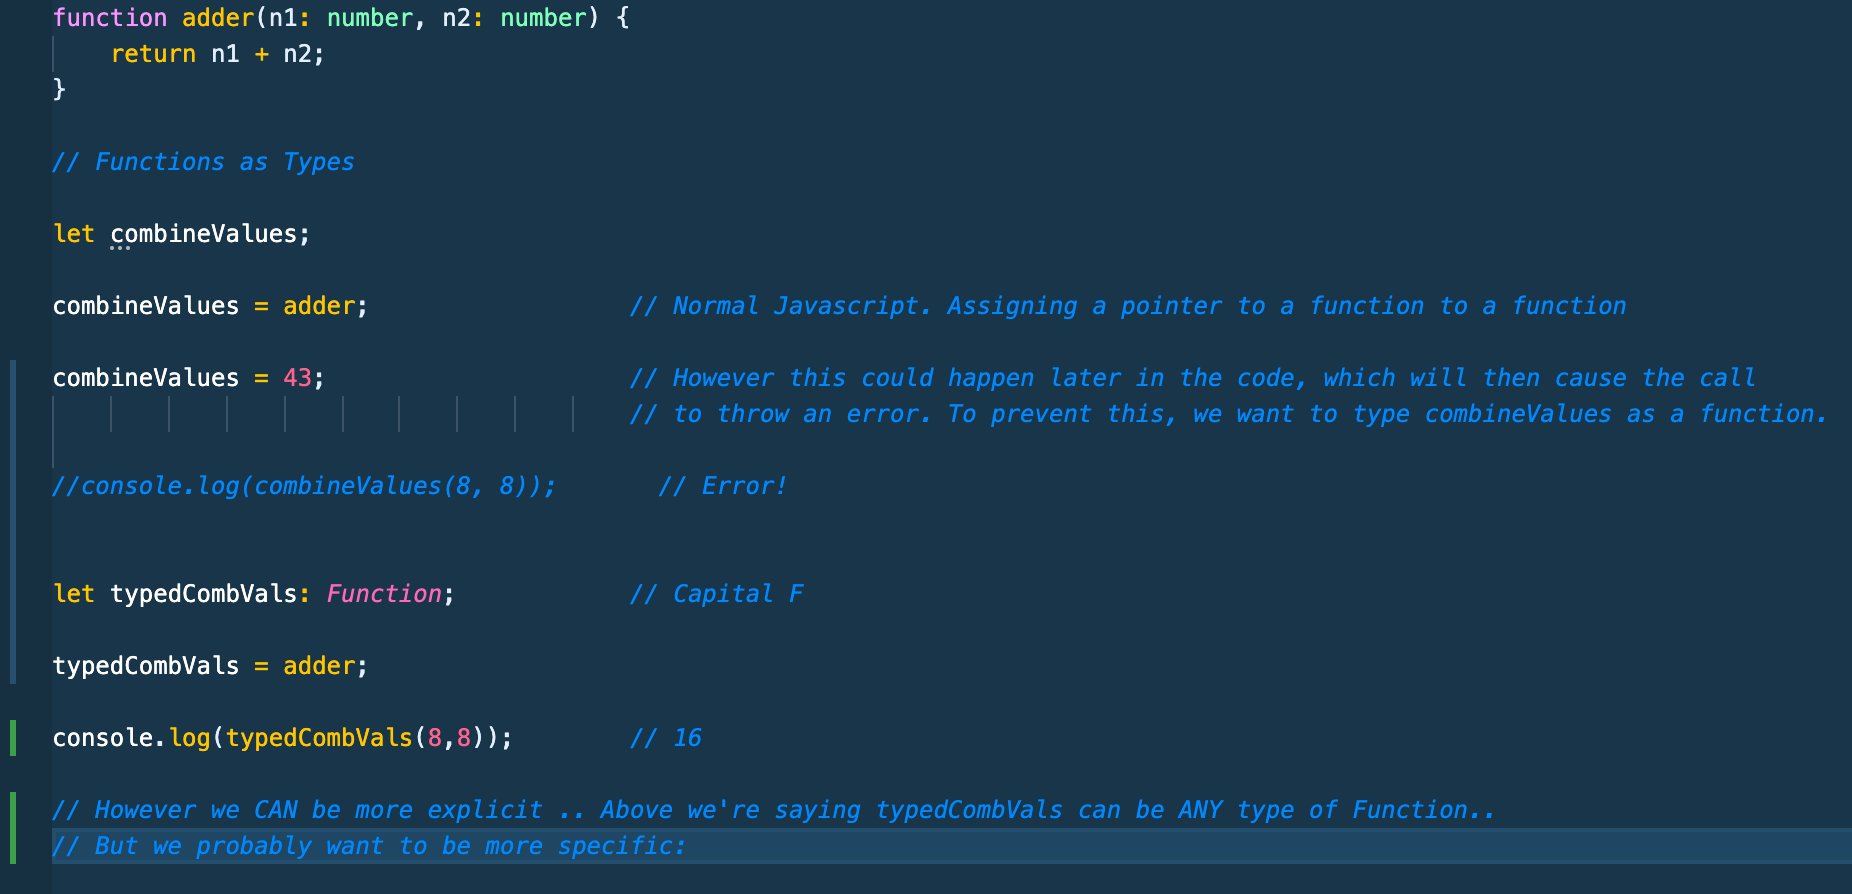 function adder(n1: number, n2: number) {
return n1 + n2;
}
// Functions as Types
let combineValues;
combineValues = adder; // Normal Javascript. Assigning a pointer to a function to a function
combineValues = 43; // However this could happen later in the code, which will then cause the call
// to throw an error. To prevent this, we want to type combineValues as a function.
//console.log(combineValues(8, 8)); // Error!
let typedCombVals: Function; // Capital F
typedCombVals = adder;
console.log(typedCombVals(8,8)); // 16
// However we CAN be more explicit .. Above we're saying typedCombVals can be ANY type of Function..
// But we probably want to be more specific: